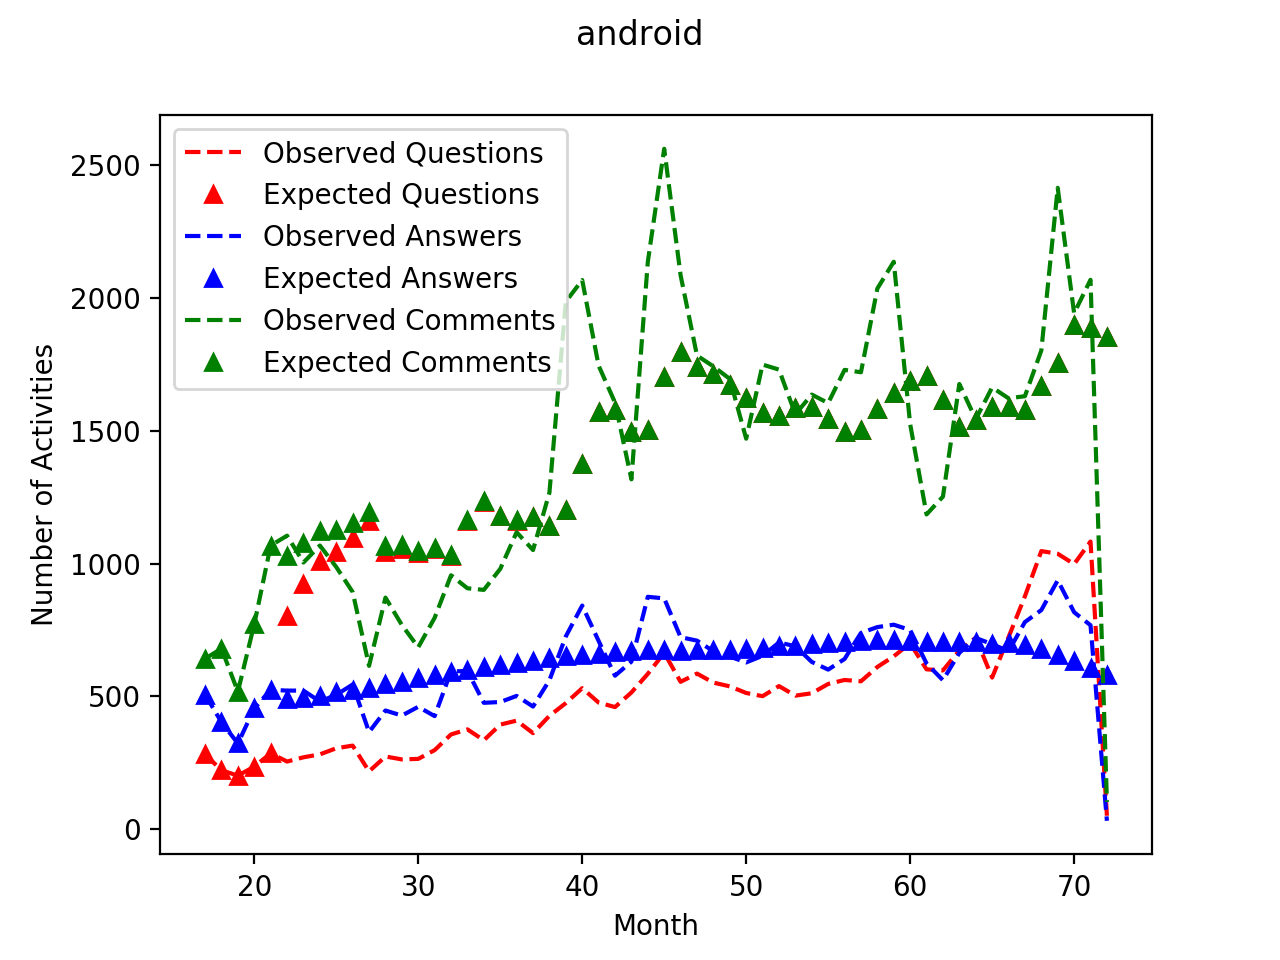 android
Observed Questions
Expected Questions
Observed Answers
Expected Answers
Observed Comments
Expected Comments
Number of Activities
2500
2000
1500
1000
500
0
20 30 40 50 60 70
Month